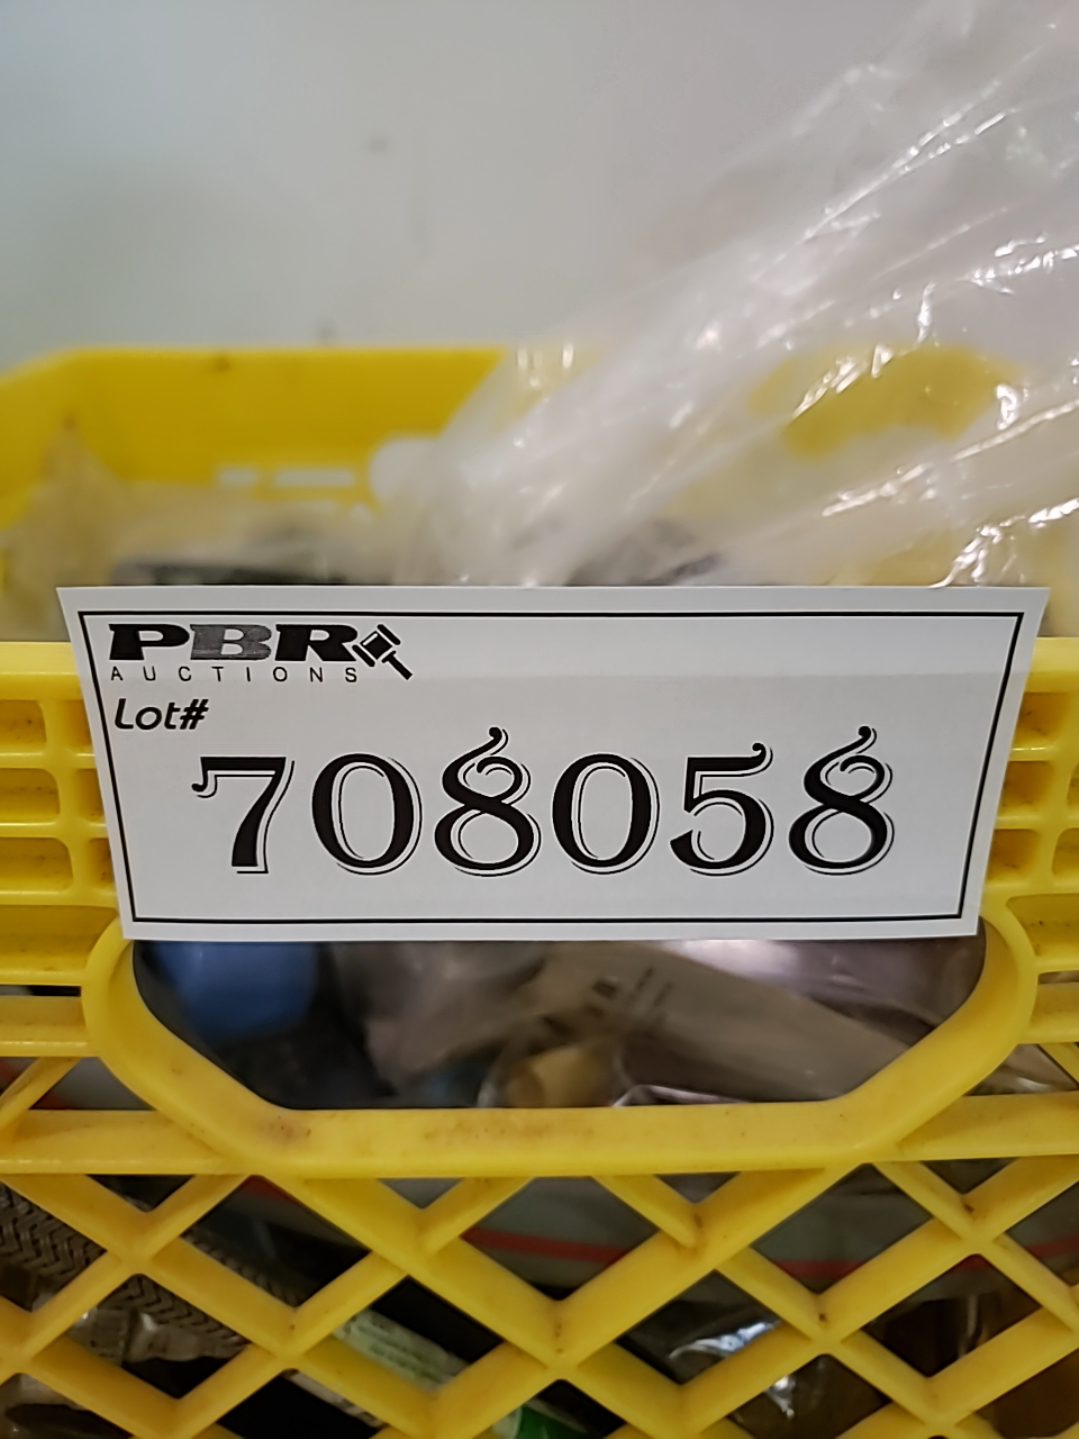 PBR
AUCTIONS
Lot#
708058